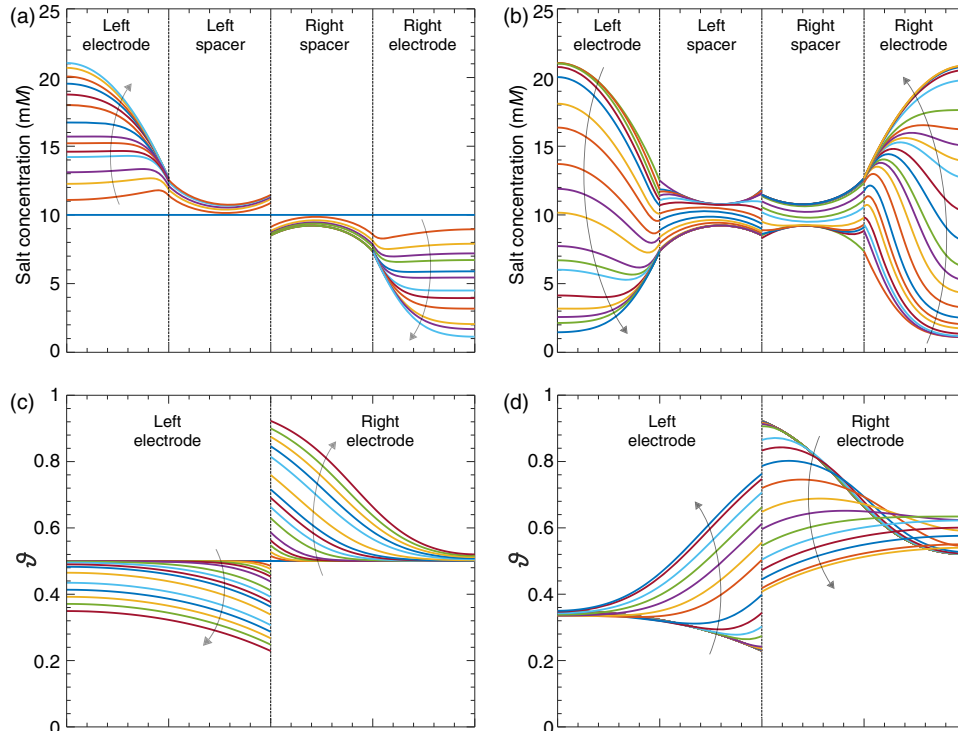 (a)
Left
electrode
Left
spacer
Right
spacer
Right
electrode
Salt concentration (mM)
25
20
15
10
5
0
(b)
Left
electrode
Left
spacer
Right
spacer
Right
electrode
Salt concentration (mM)
25
20
15
10
5
0
(c)
Left
electrode
Right
electrode
ϑ
1
0.8
0.6
0.4
0.2
0
(d)
Left
electrode
Right
electrode
ϑ
1
0.8
0.6
0.4
0.2
0